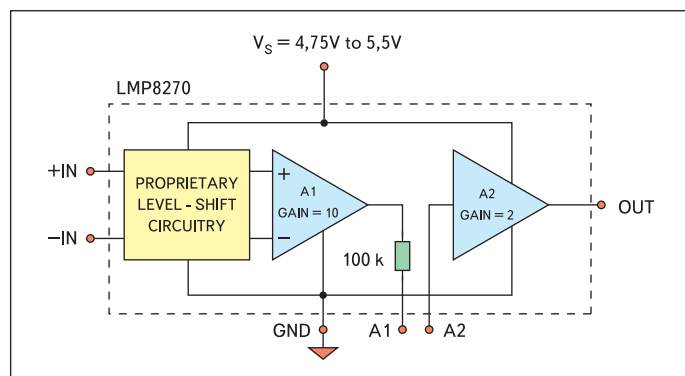 V_S = 4,75V to 5,5V
LMP8270
+IN
PROPRIETARY
LEVEL - SHIFT
CIRCUITRY
-IN
+
-
A1
GAIN = 10
A2
GAIN = 2
OUT
100 k
GND
A1
A2